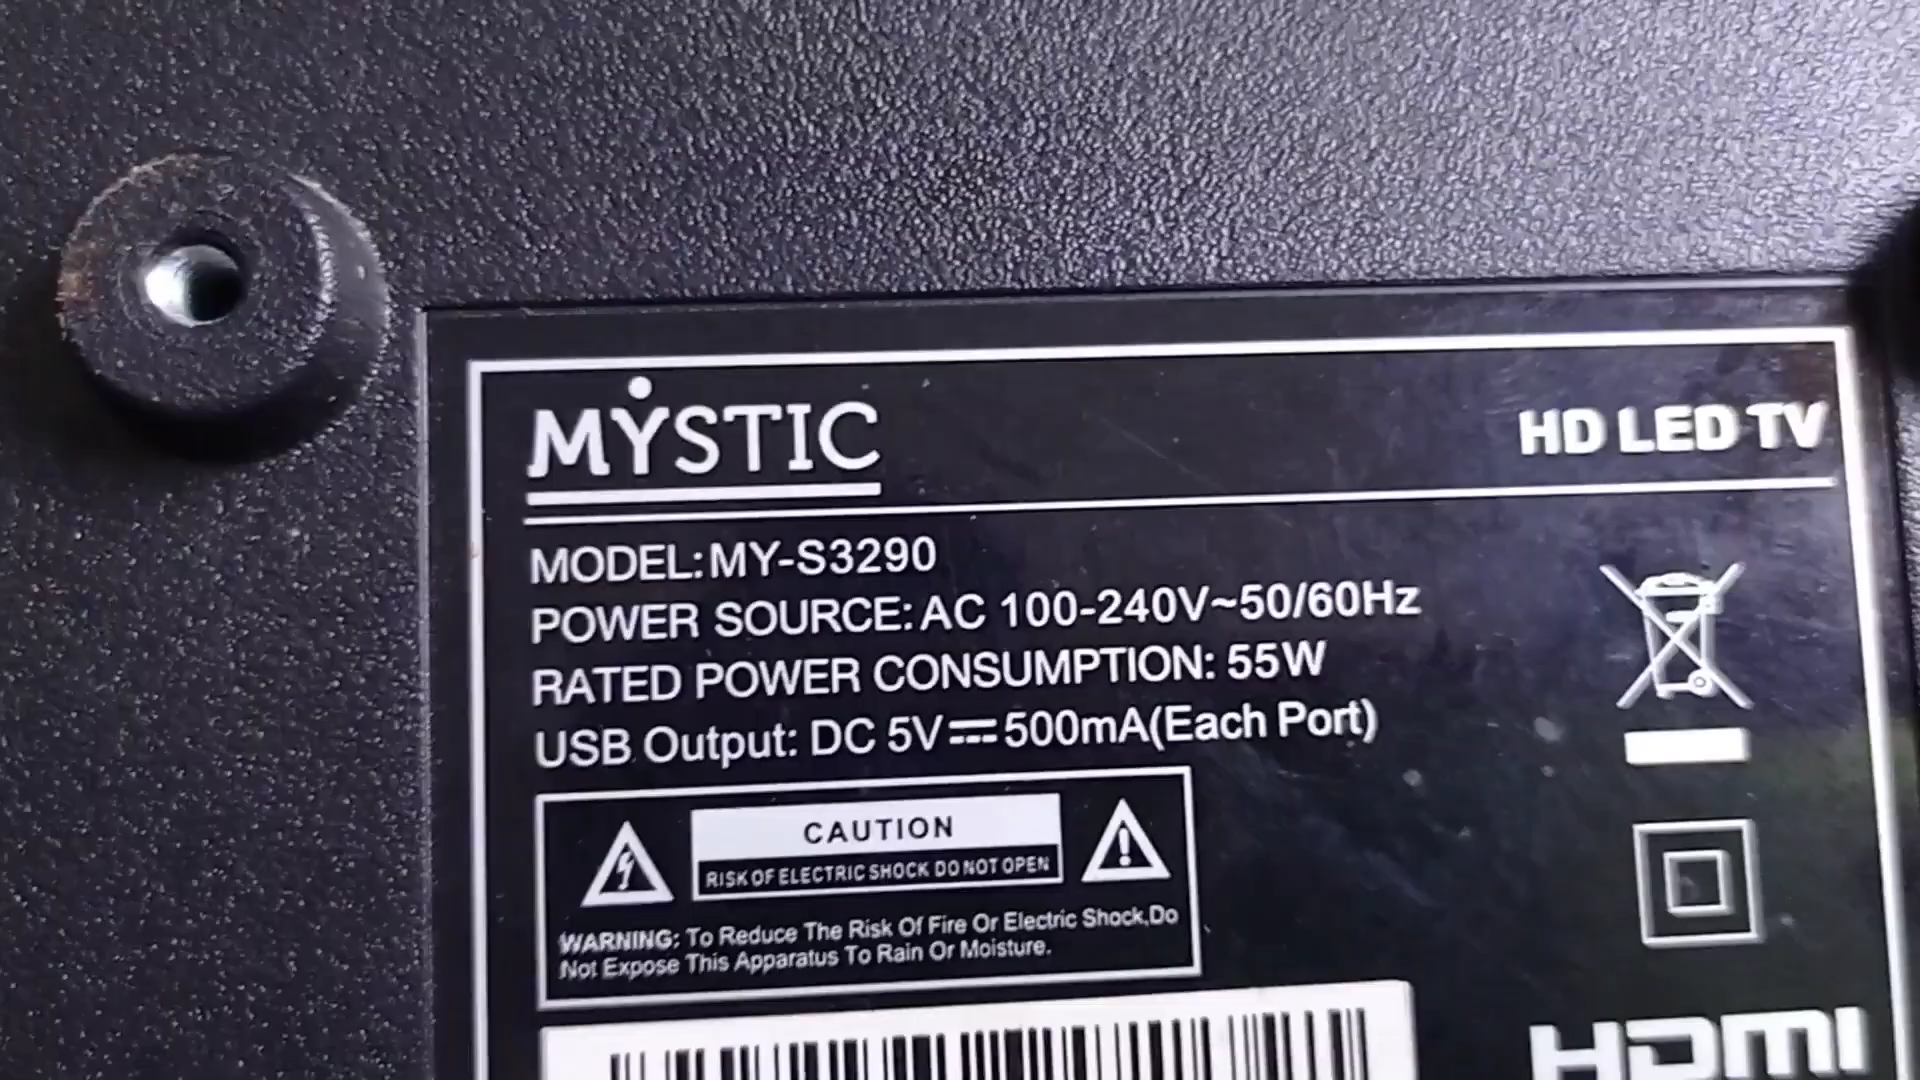 MYSTIC
HD LED TV
MODEL:MY-S3290
POWER SOURCE:AC 100-240V~50/60Hz
RATED POWER CONSUMPTION: 55W
USB Output: DC 5V⎓500mA(Each Port)
CAUTION
RISK OF ELECTRIC SHOCK DO NOT OPEN
WARNING: To Reduce The Risk Of Fire Or Electric Shock,Do
Not Expose This Apparatus To Rain Or Moisture.
HDMI